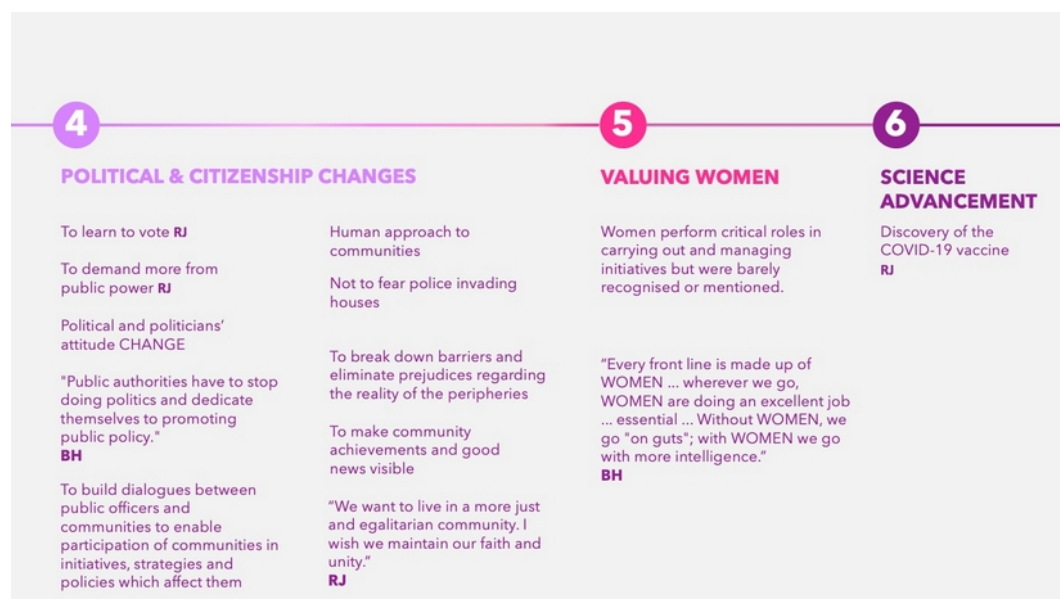 4
POLITICAL & CITIZENSHIP CHANGES
To learn to vote RJ
To demand more from
public power RJ
Political and politicians’
attitude CHANGE
"Public authorities have to stop
doing politics and dedicate
themselves to promoting
public policy."
BH
To build dialogues between
public officers and
communities to enable
participation of communities in
initiatives, strategies and
policies which affect them
Human approach to
communities
Not to fear police invading
houses
To break down barriers and
eliminate prejudices regarding
the reality of the peripheries
To make community
achievements and good
news visible
“We want to live in a more just
and egalitarian community. I
wish we maintain our faith and
unity.”
RJ
5
VALUING WOMEN
Women perform critical roles in
carrying out and managing
initiatives but were barely
recognised or mentioned.
“Every front line is made up of
WOMEN ... wherever we go,
WOMEN are doing an excellent job
... essential ... Without WOMEN, we
go "on guts"; with WOMEN we go
with more intelligence.”
BH
6
SCIENCE
ADVANCEMENT
Discovery of the
COVID-19 vaccine
RJ